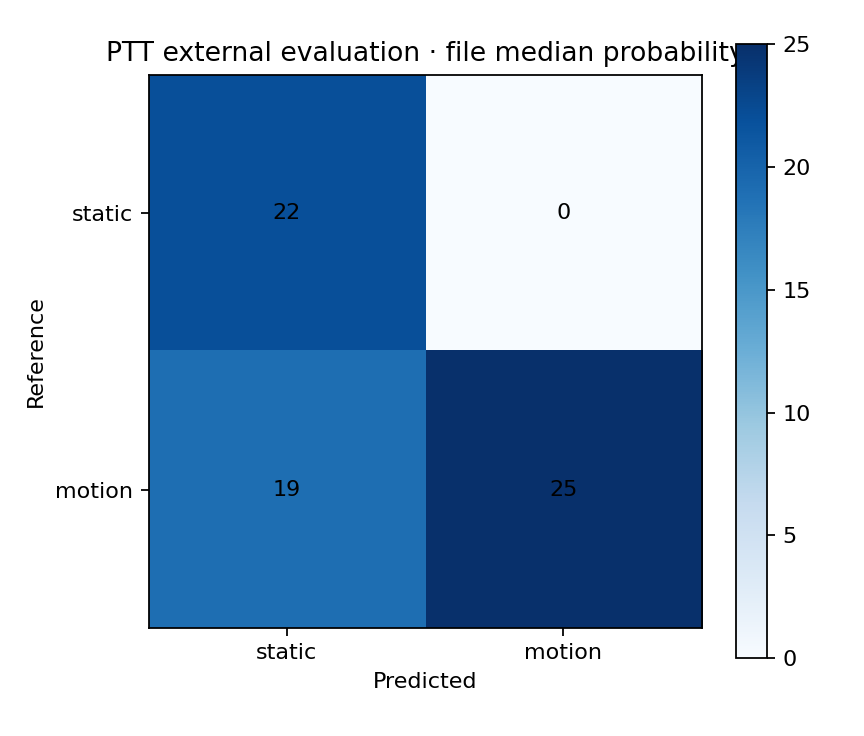 PTT external evaluation · file median probability
25
static
22
0
20
15
Reference
10
motion
19
25
5
0
static
motion
Predicted